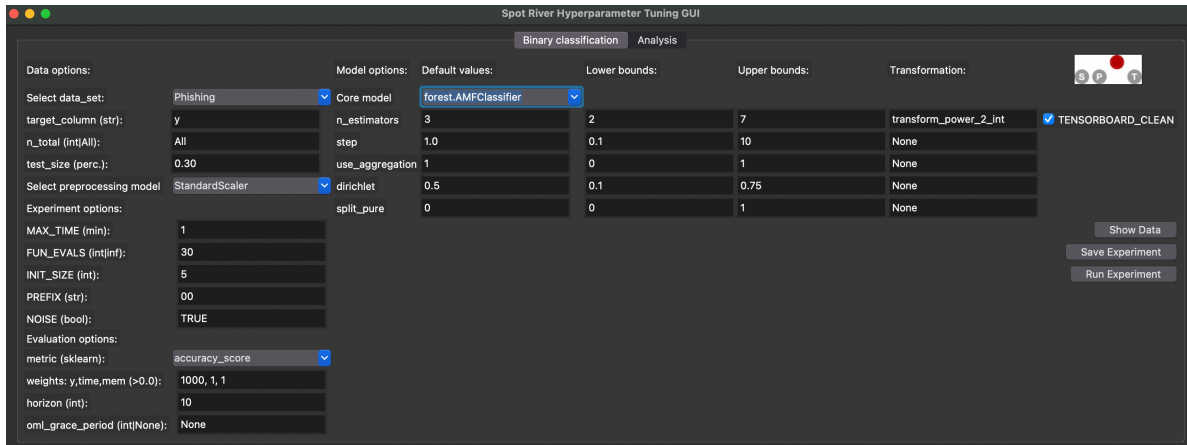 Spot River Hyperparameter Tuning GUI
Binary classification Analysis
Data options: Model options: Default values: Lower bounds: Upper bounds: Transformation:
S P T
Select data_set: Phishing Core model forest.AMFClassifier
target_column (str): y n_estimators 3 2 7 transform_power_2_int TENSORBOARD_CLEAN
n_total (int|All): All step 1.0 0.1 10 None
test_size (perc.): 0.30 use_aggregation 1 0 1 None
Select preprocessing model StandardScaler dirichlet 0.5 0.1 0.75 None
Experiment options: split_pure 0 0 1 None
MAX_TIME (min): 1 Show Data
FUN_EVALS (int|inf): 30 Save Experiment
INIT_SIZE (int): 5 Run Experiment
PREFIX (str): 00
NOISE (bool): TRUE
Evaluation options:
metric (sklearn): accuracy_score
weights: y,time,mem (>0.0): 1000, 1, 1
horizon (int): 10
oml_grace_period (int|None): None